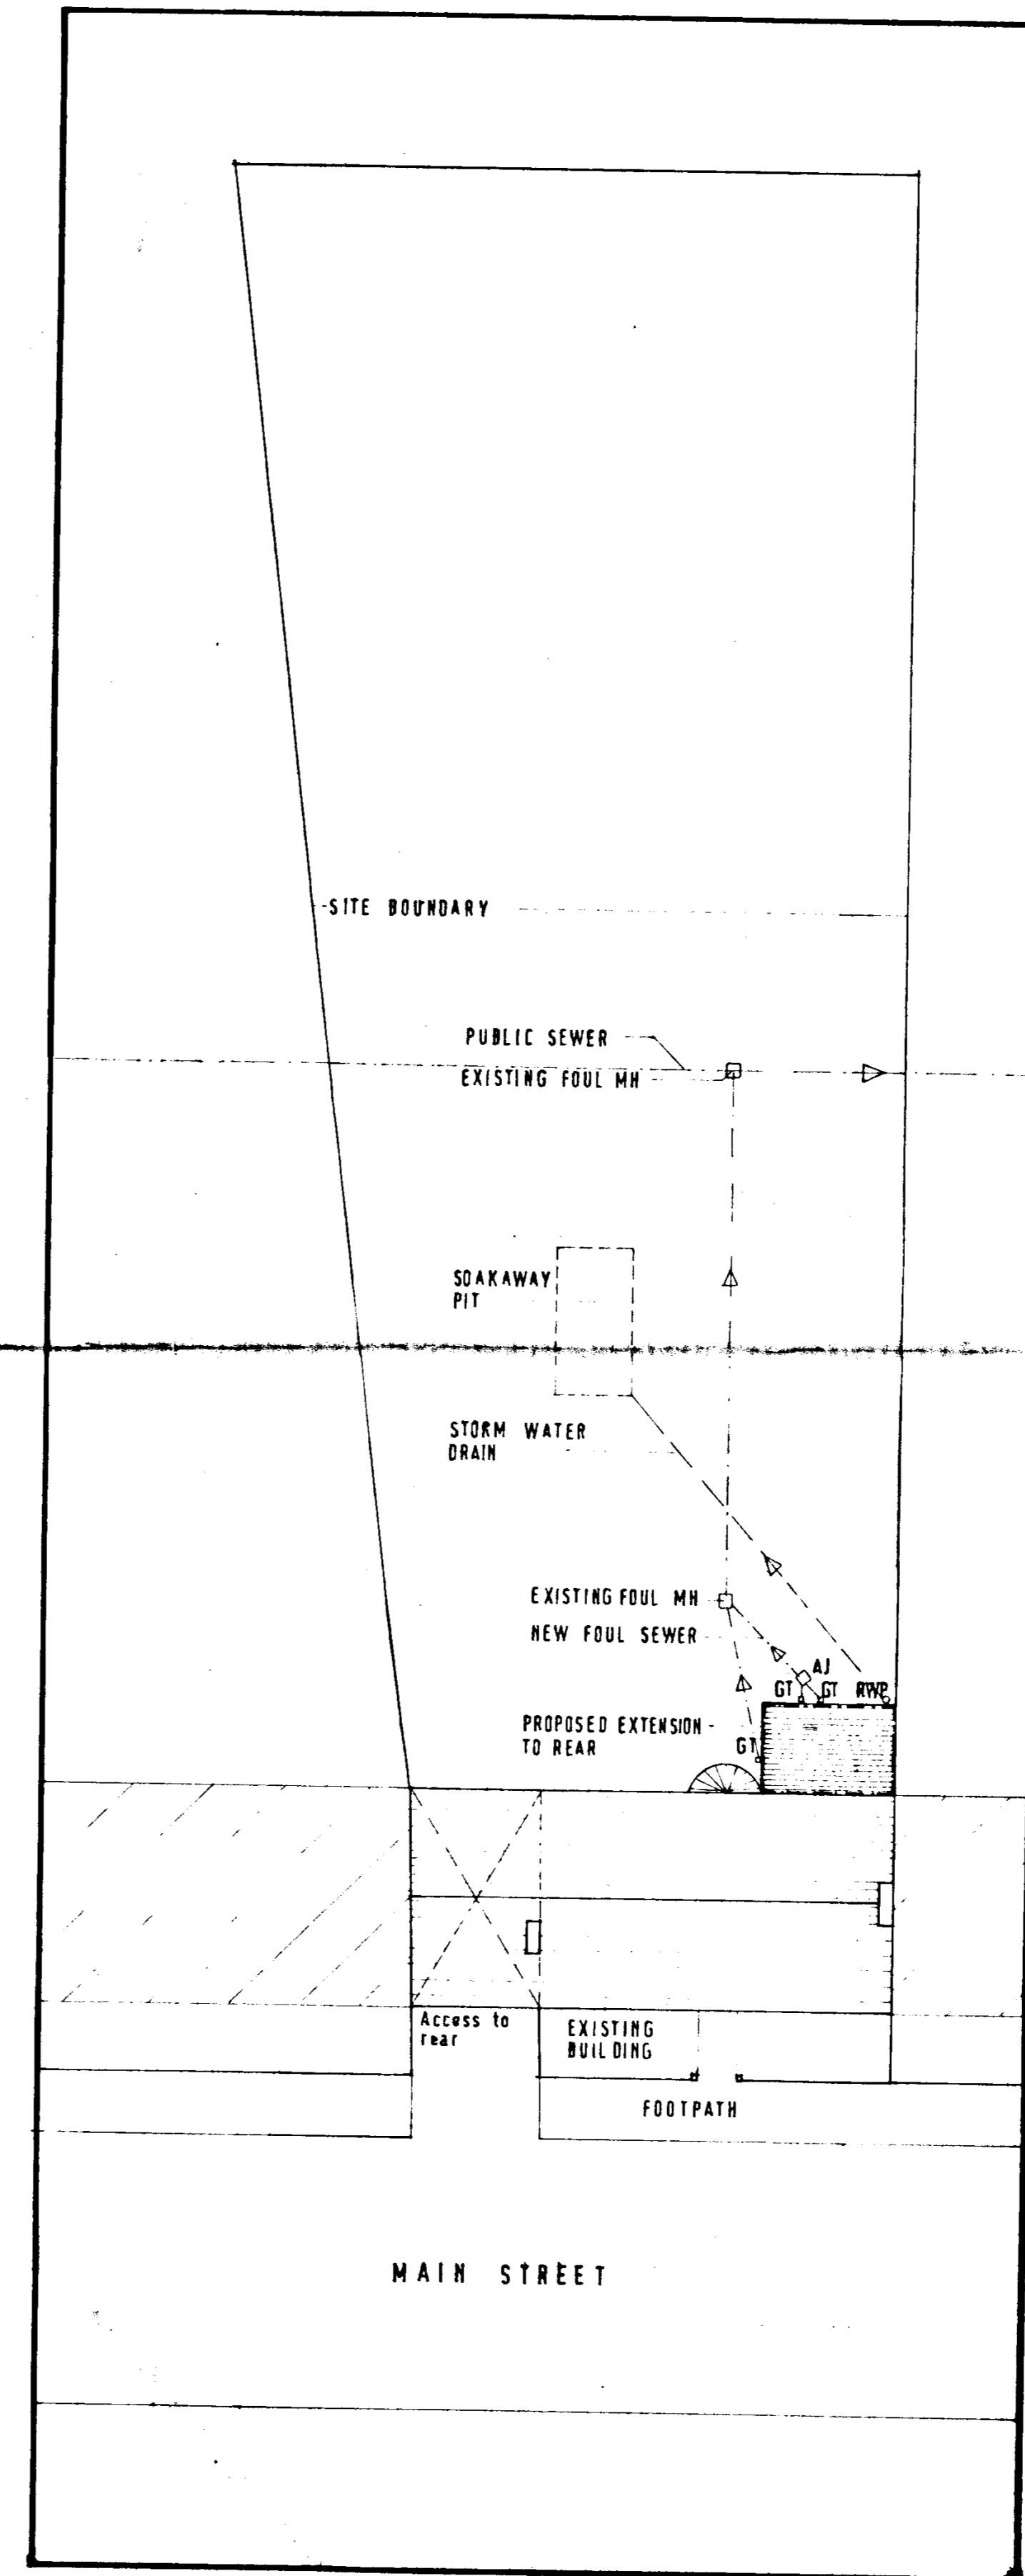 SITE BOUNDARY
PUBLIC SEWER
EXISTING FOUL MH
SOAKAWAY
PIT
STORM WATER
DRAIN
EXISTING FOUL MH
NEW FOUL SEWER
AJ
GT GT RWP
PROPOSED EXTENSION
TO REAR
GT
Access to
rear
EXISTING
BUILDING
FOOTPATH
MAIN STREET